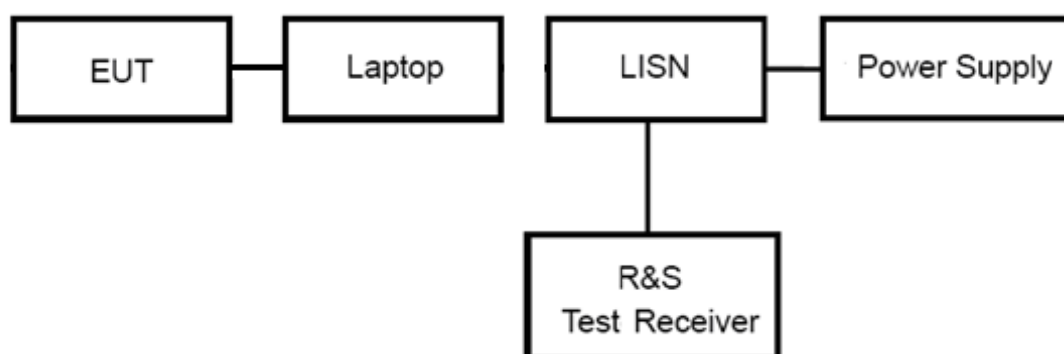 EUT
Laptop
LISN
Power Supply
R&S
Test Receiver